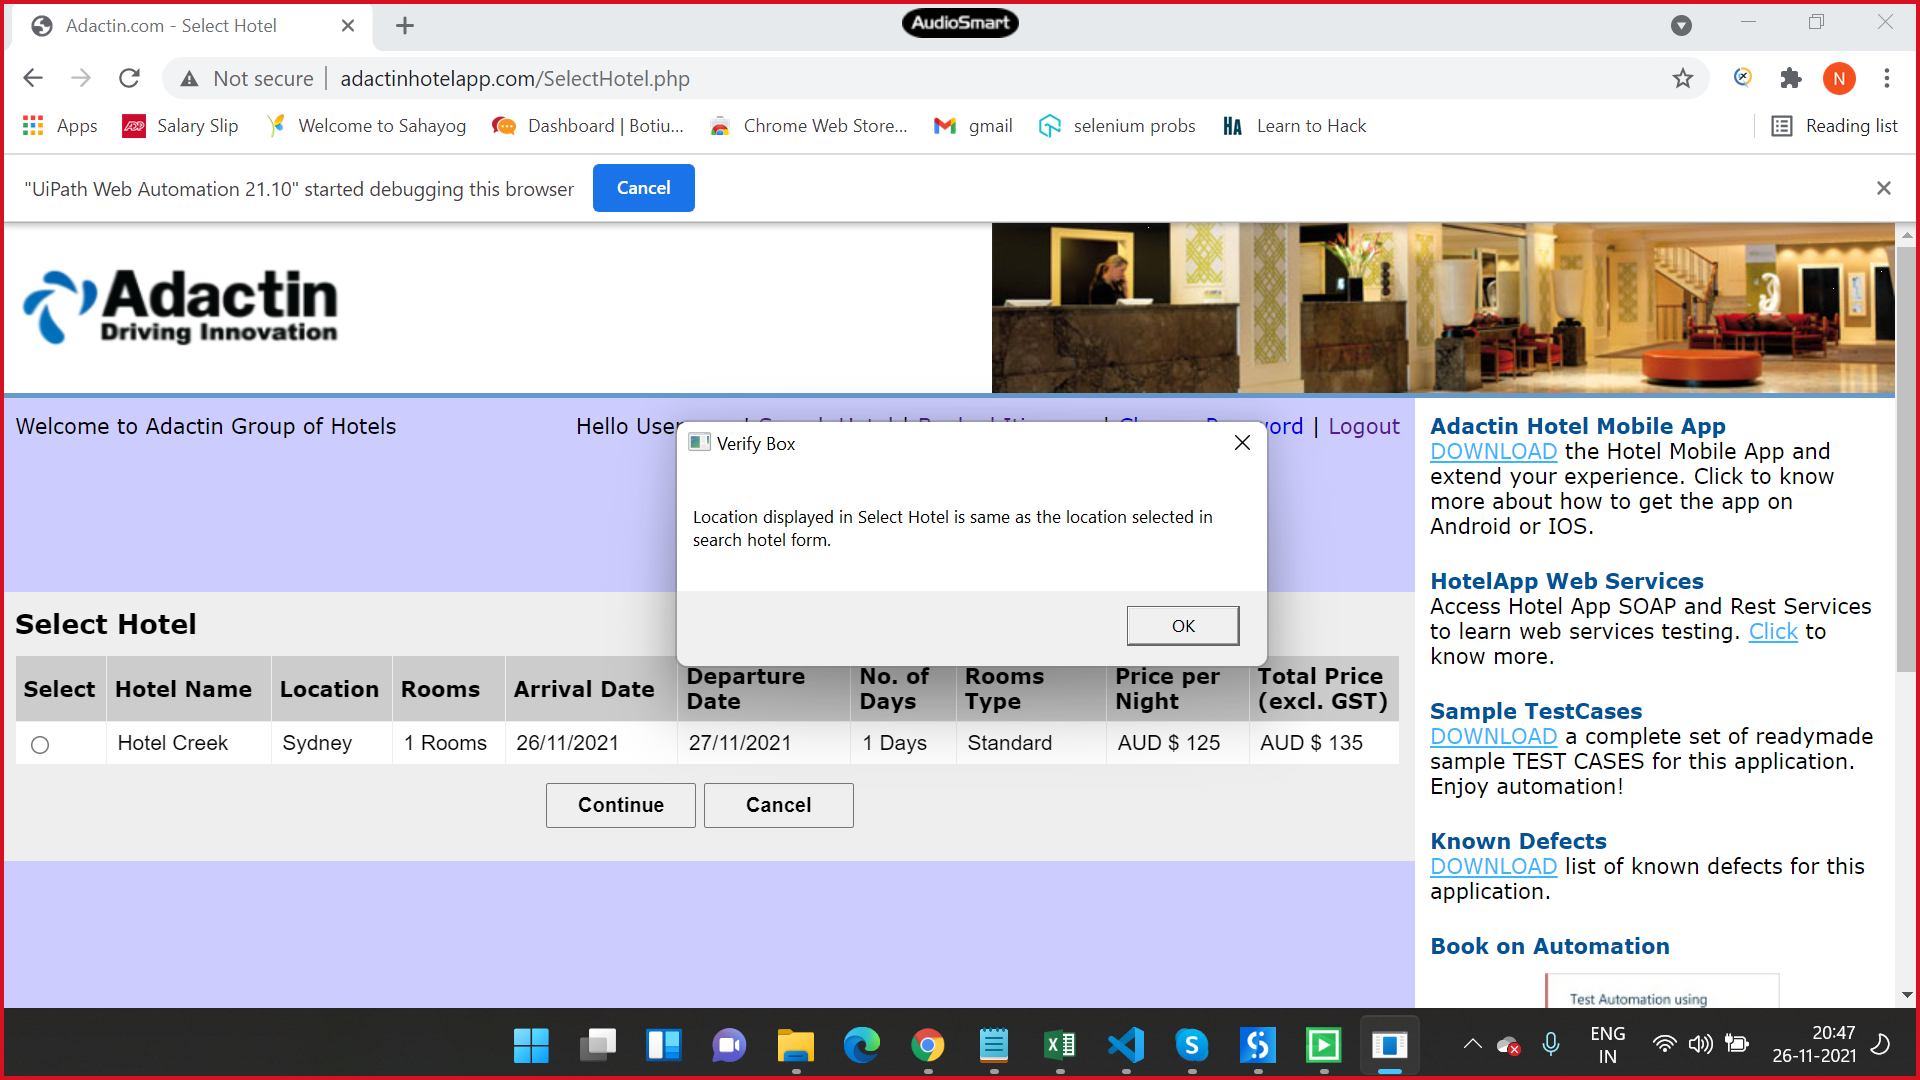 Adactin.com - Select Hotel
AudioSmart
Not secure | adactinhotelapp.com/SelectHotel.php
N
Apps
ADP
Salary Slip
Welcome to Sahayog
Dashboard | Botiu...
Chrome Web Store...
gmail
selenium probs
HA
Learn to Hack
Reading list
"UiPath Web Automation 21.10" started debugging this browser
Cancel
Adactin
Driving Innovation
Welcome to Adactin Group of Hotels
Hello
| Logout
Verify Box
Location displayed in Select Hotel is same as the location selected in
search hotel form.
OK
Select Hotel
Select Hotel Name Location Rooms Arrival Date Departure Date No. of Days Rooms Type Price per Night Total Price (excl. GST)
Hotel Creek Sydney 1 Rooms 26/11/2021 27/11/2021 1 Days Standard AUD $ 125 AUD $ 135
Continue
Cancel
Adactin Hotel Mobile App
DOWNLOAD the Hotel Mobile App and
extend your experience. Click to know
more about how to get the app on
Android or IOS.
HotelApp Web Services
Access Hotel App SOAP and Rest Services
to learn web services testing. Click to
know more.
Sample TestCases
DOWNLOAD a complete set of readymade
sample TEST CASES for this application.
Enjoy automation!
Known Defects
DOWNLOAD list of known defects for this
application.
Book on Automation
Test Automation using
ENG
IN
20:47
26-11-2021